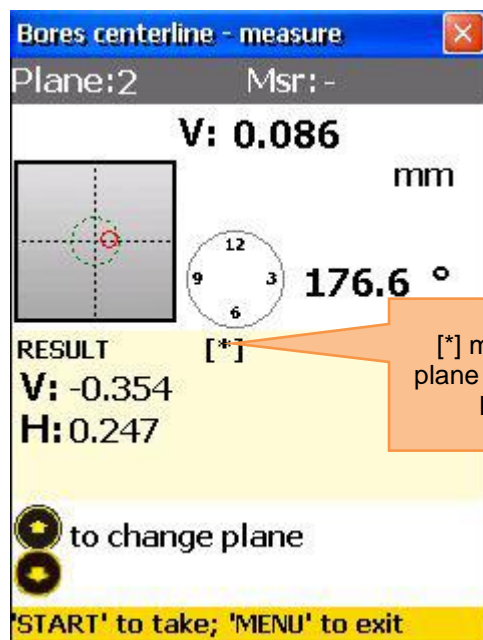 Bores centerline - measure
Plane:2 Msr:-
V: 0.086
mm
12
9 3
6
176.6 °
RESULT [*]
V: -0.354
H: 0.247
[*]
plane
to change plane
'START' to take; 'MENU' to exit